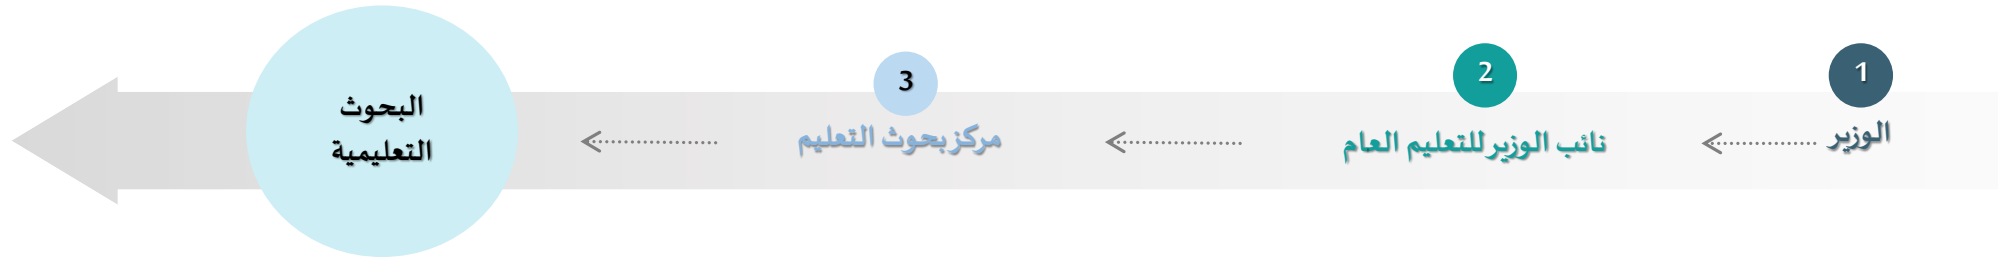 1
الوزير
2
نائب الوزير للتعليم العام
3
مركز بحوث التعليم
البحوث
التعليمية